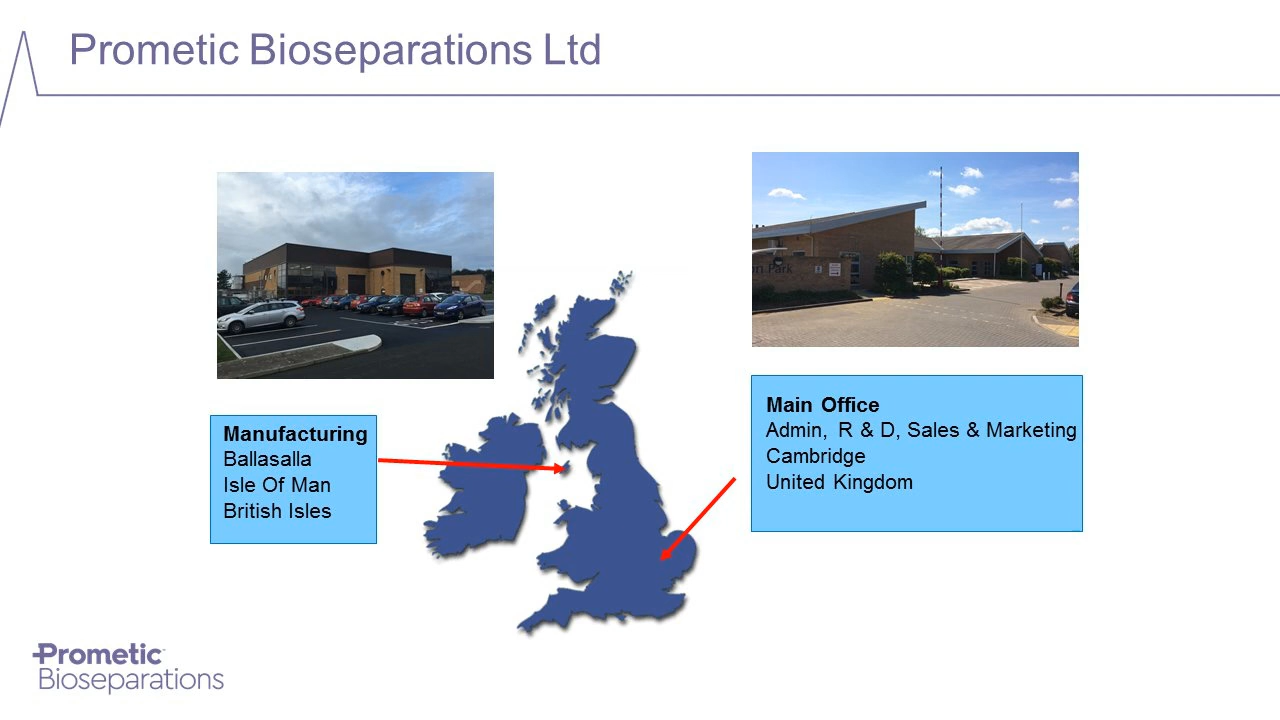 Prometic Bioseparations Ltd
Manufacturing
Ballasalla
Isle Of Man
British Isles
Main Office
Admin, R & D, Sales & Marketing
Cambridge
United Kingdom
Park
Prometic
Bioseparations